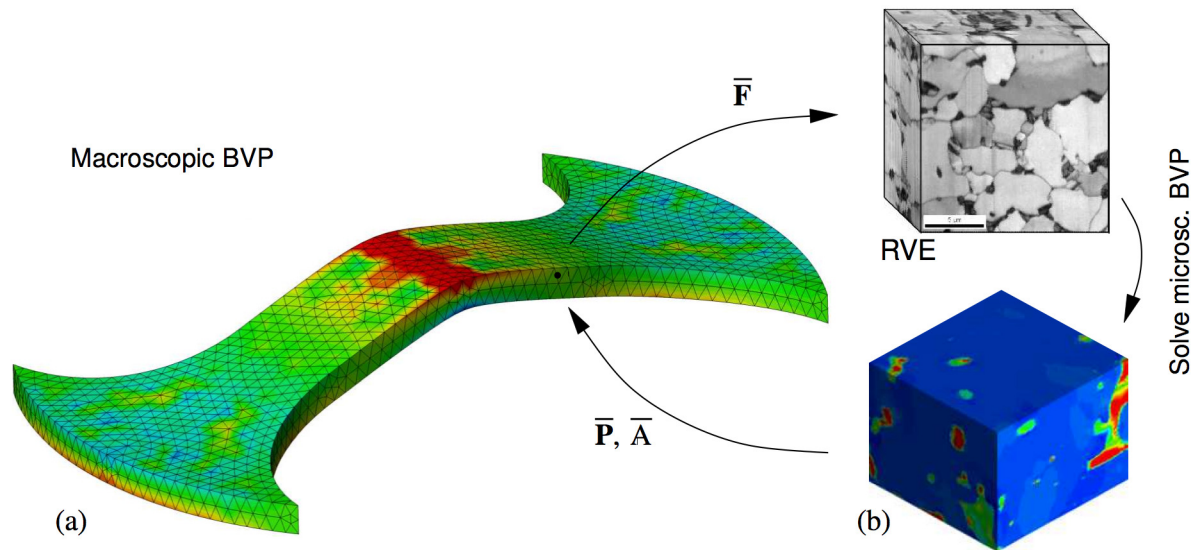 F̅
Macroscopic BVP
RVE
Solve microsc. BVP
P̅, A̅
(a)
(b)